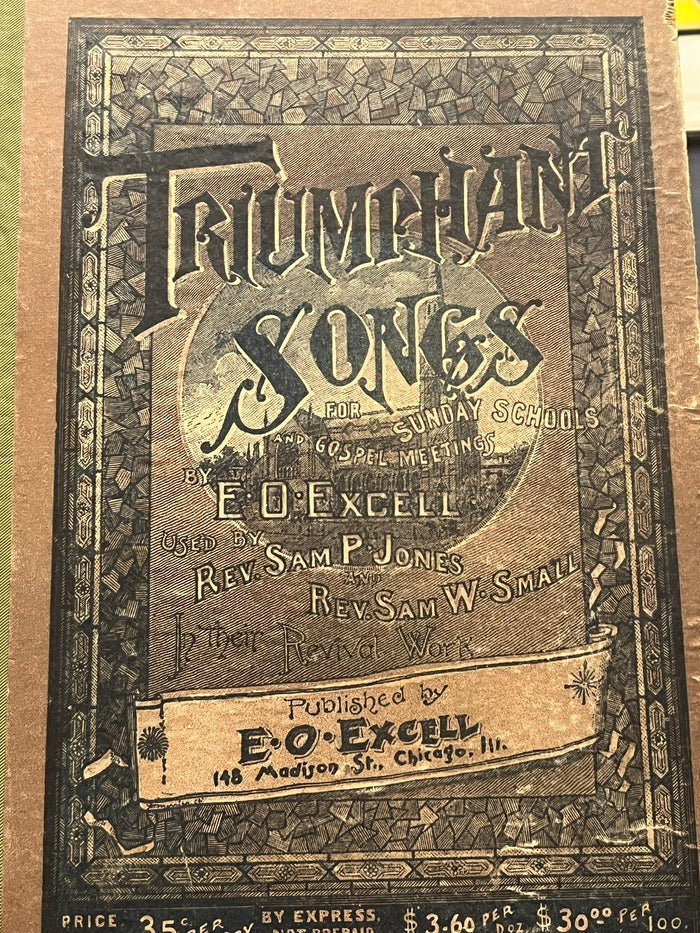 TRIUMPHANT
SONGS
FOR SUNDAY SCHOOLS
AND GOSPEL MEETINGS
BY
E·O·EXCELL
USED BY
REV. SAM P·JONES
AND
REV. SAM W·SMALL
In Their Revival Work
Published by
E·O·EXCELL
148 Madison St., Chicago, Ill.
PRICE 35c PER BY EXPRESS, $3.60 PER DOZ. $30.00 PER 100.
NOT PREPAID